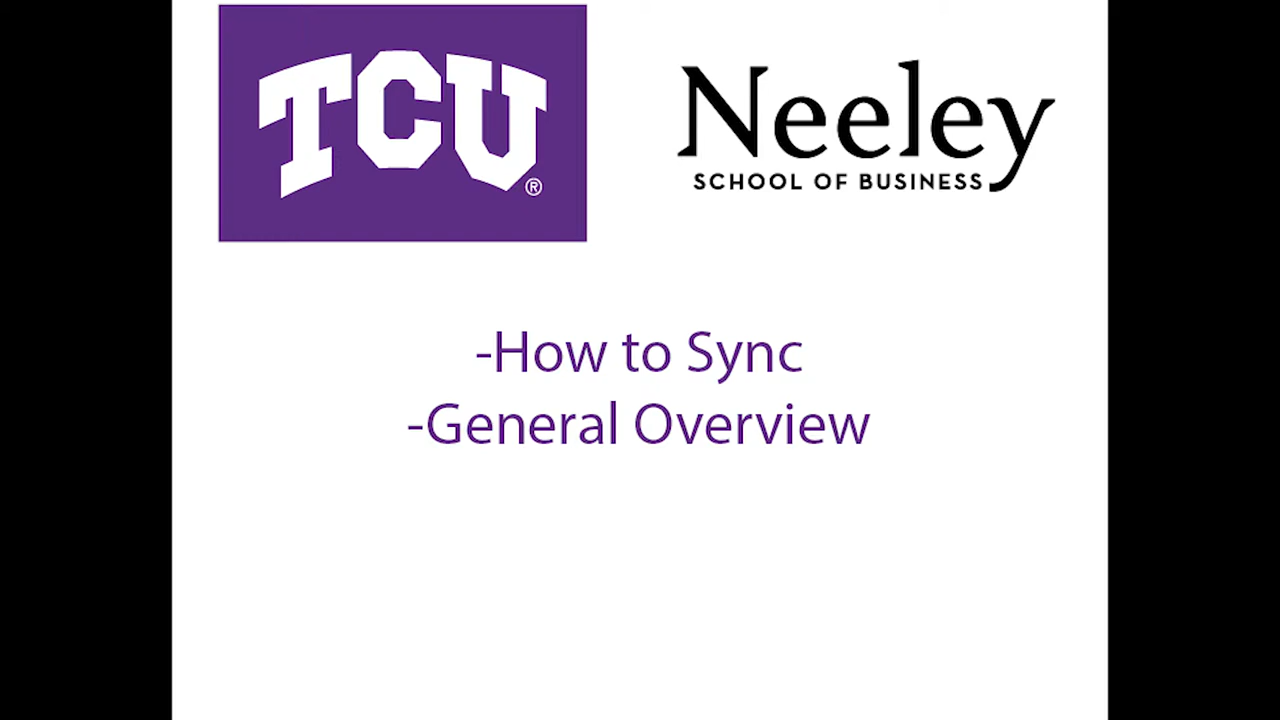 TCU®
Neeley
SCHOOL OF BUSINESS
-How to Sync
-General Overview